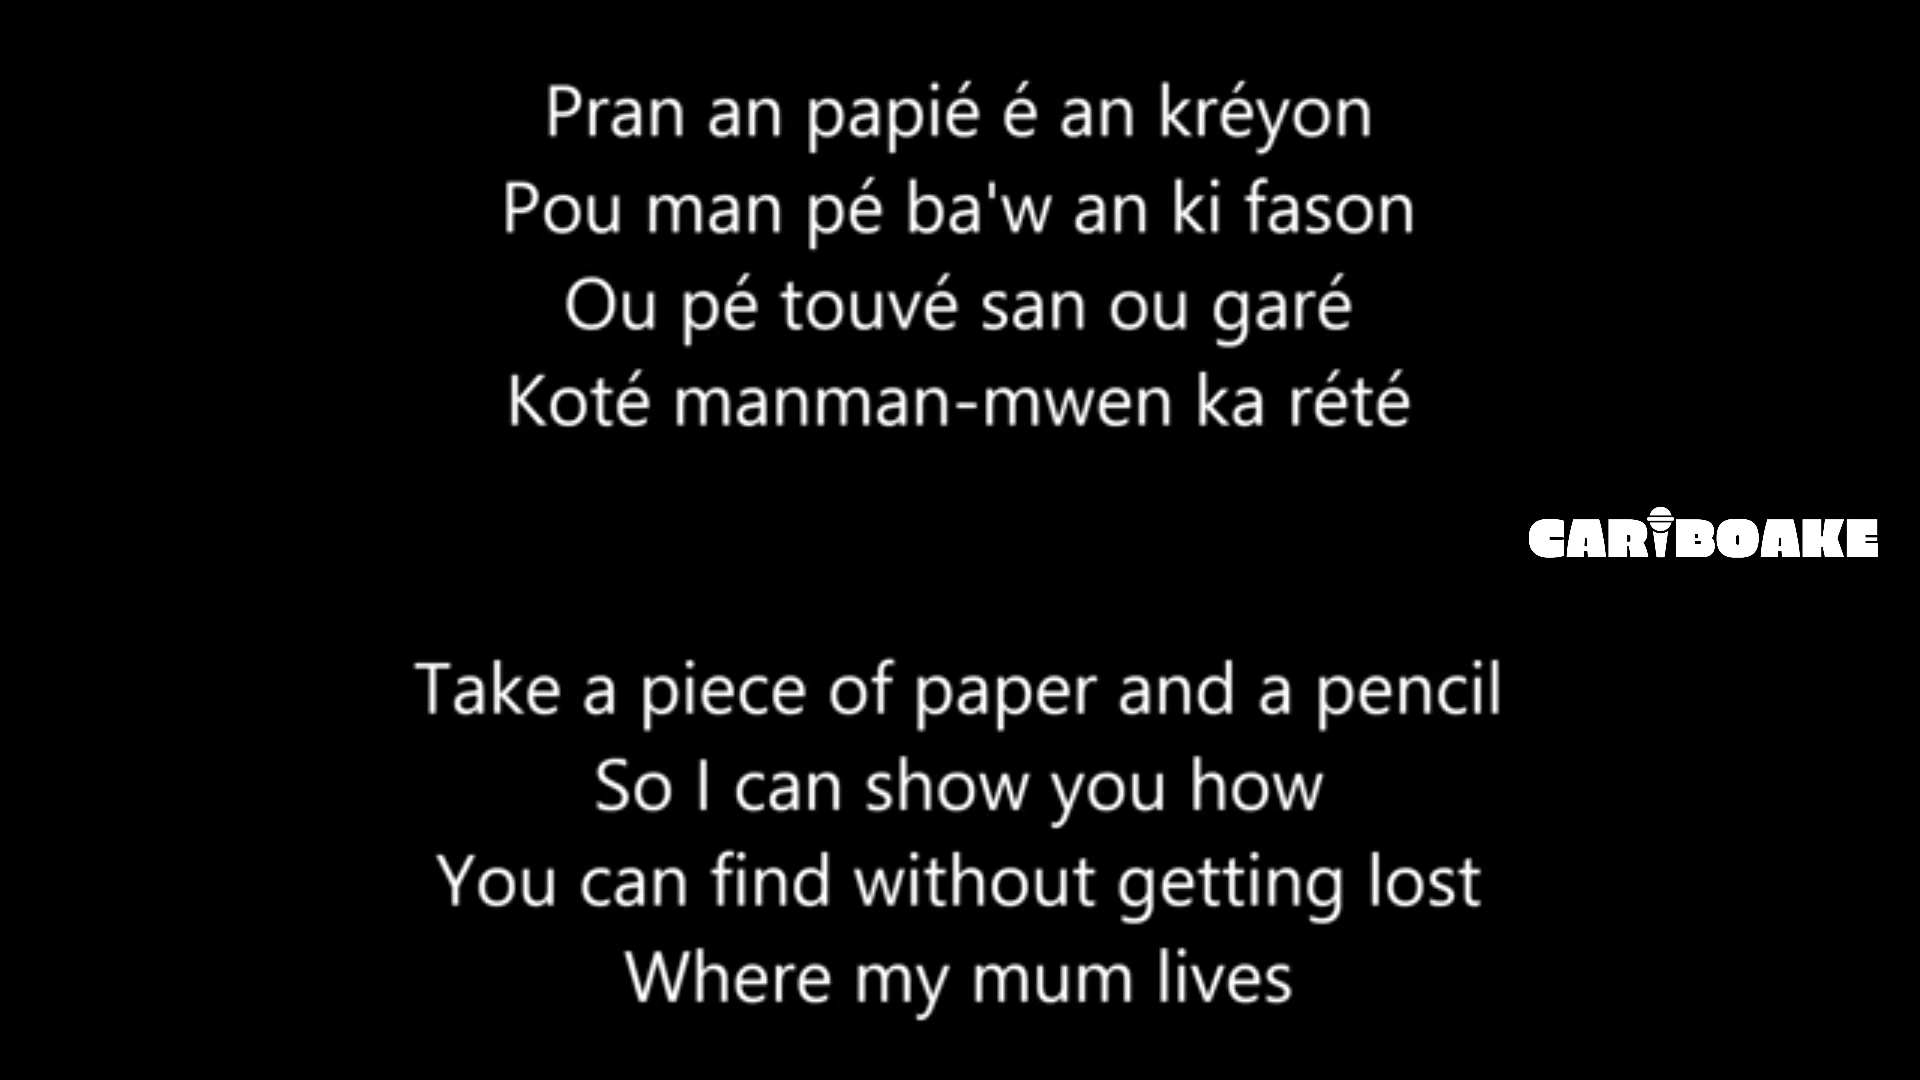 Pran an papié é an kréyon
Pou man pé ba'w an ki fason
Ou pé touvé san ou garé
Koté manman-mwen ka rété
CARIBOAKE
Take a piece of paper and a pencil
So I can show you how
You can find without getting lost
Where my mum lives